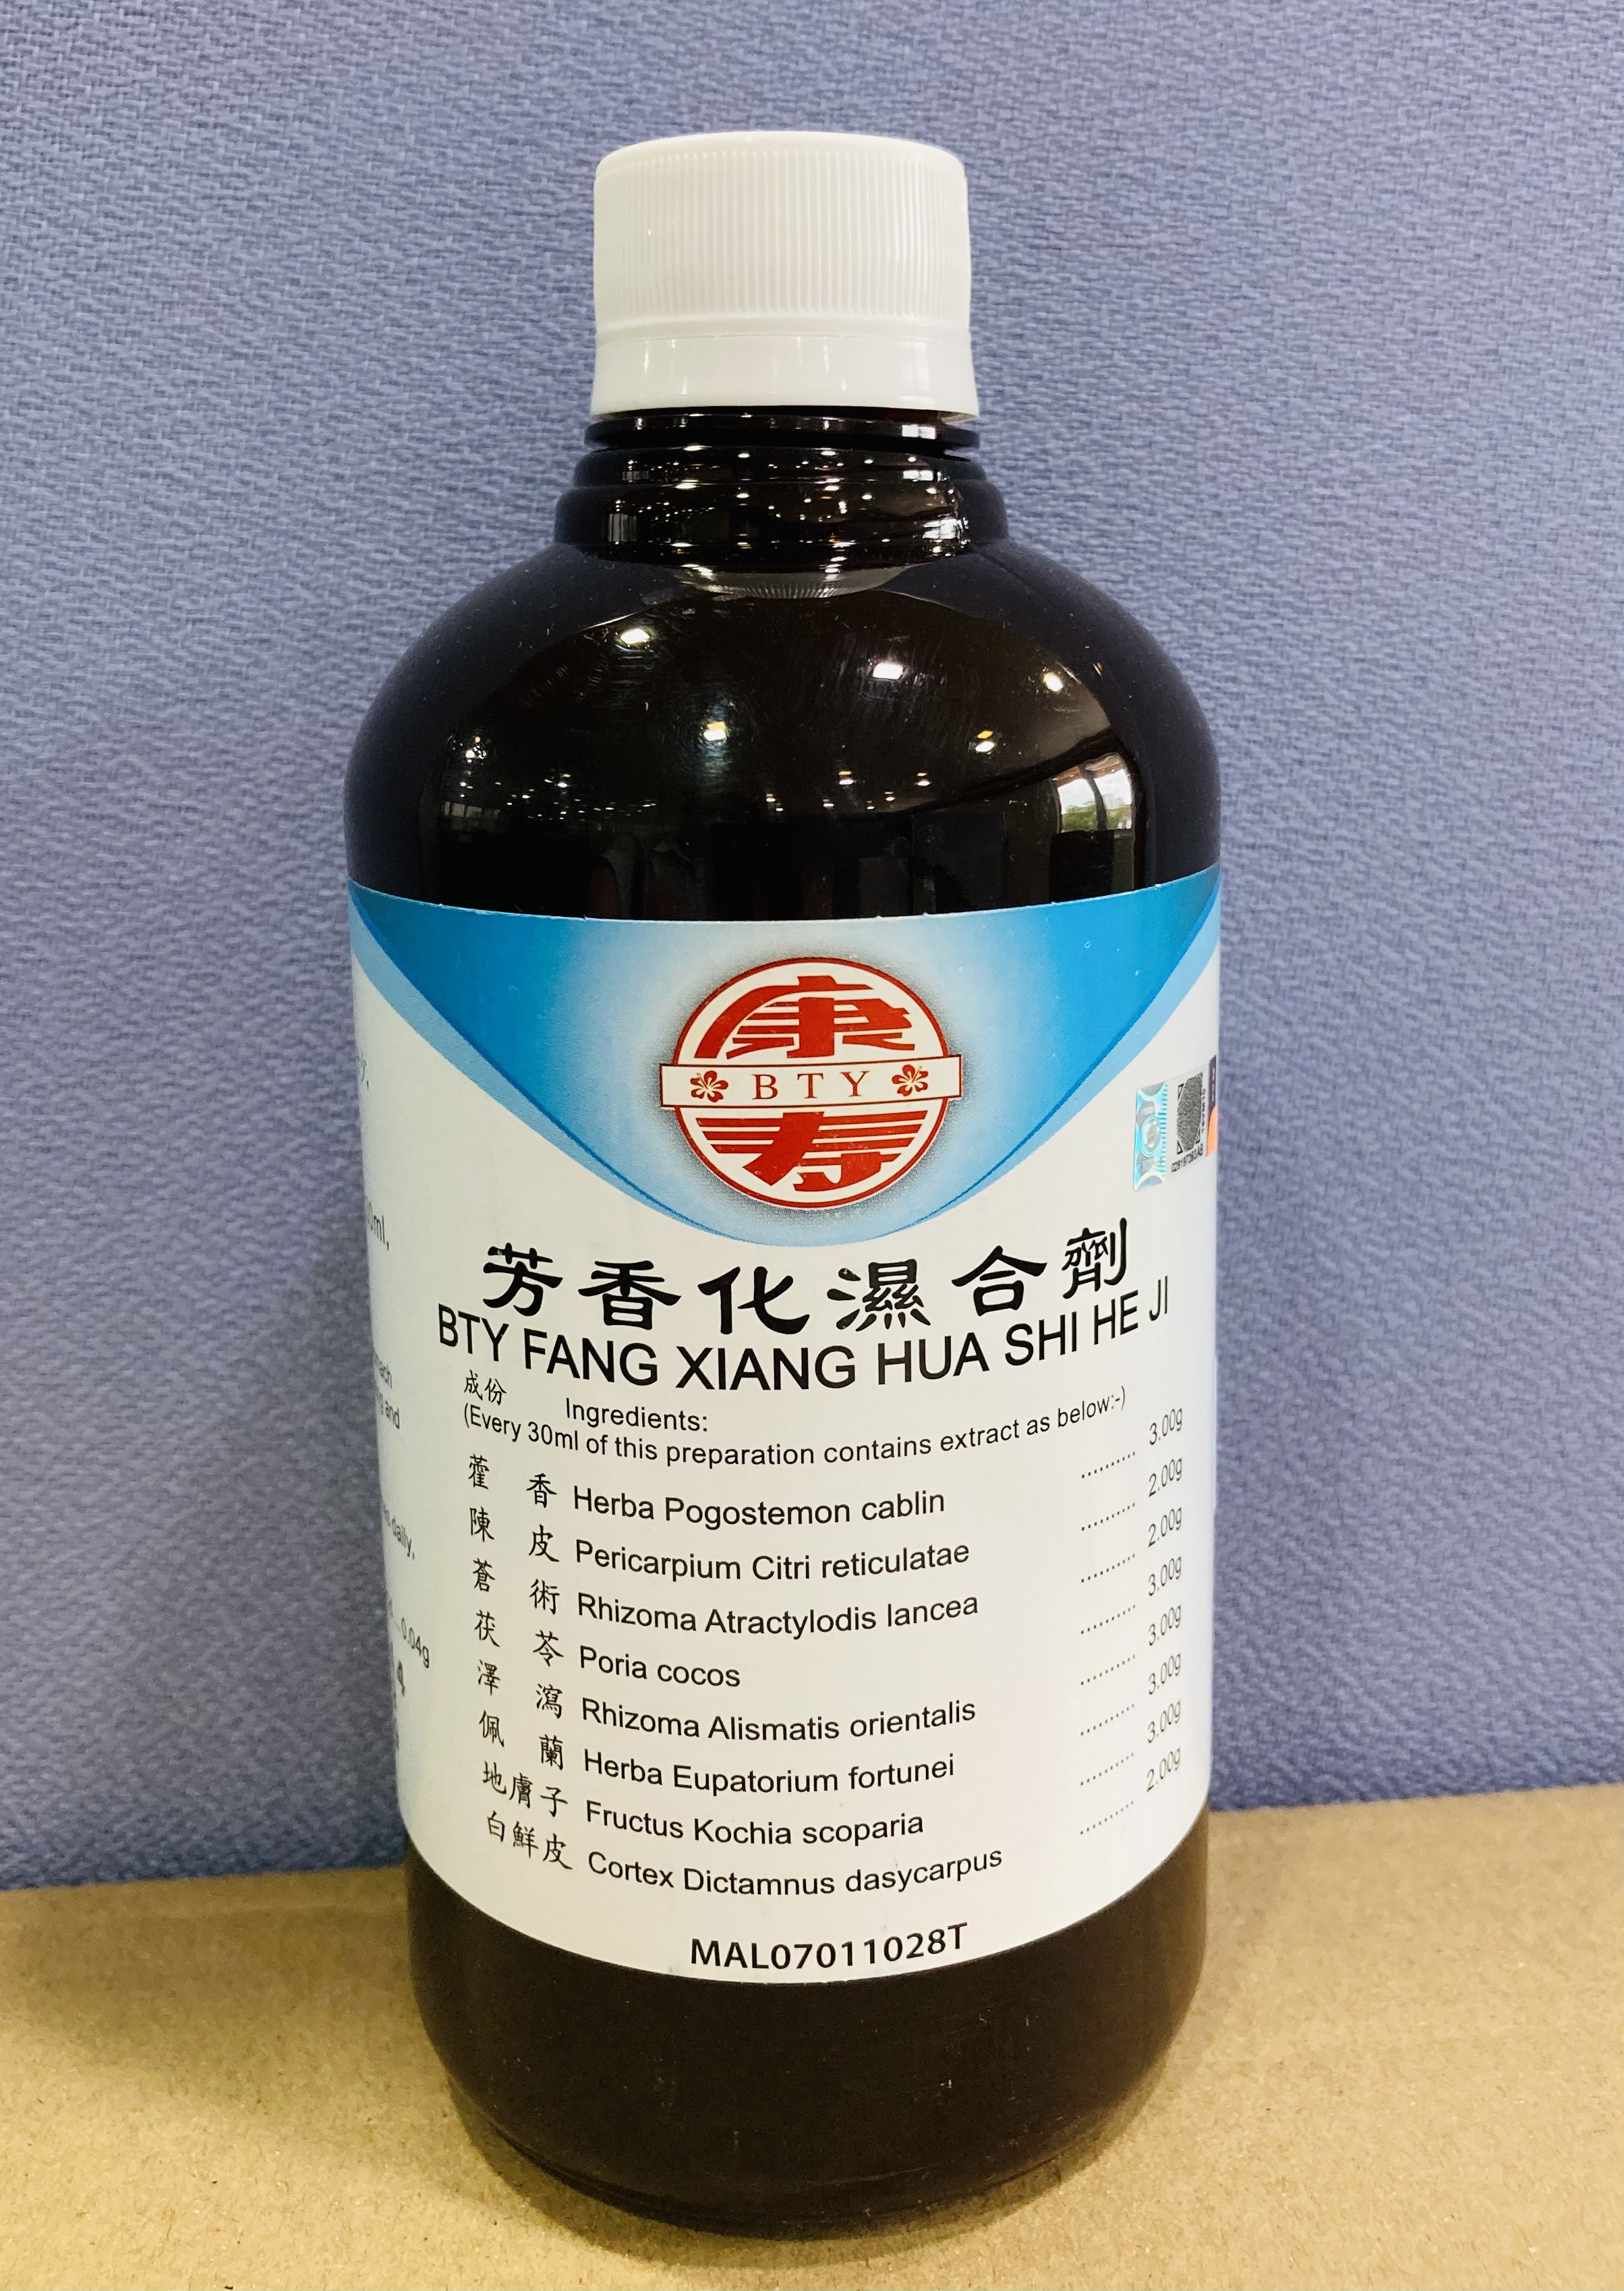 康
BTY
寿
芳香化濕合劑
BTY FANG XIANG HUA SHI HE JI
成份
Ingredients:
(Every 30ml of this preparation contains extract as below:-)
藿香 Herba Pogostemon cablin .......... 3.00g
陳皮 Pericarpium Citri reticulatae .......... 2.00g
蒼術 Rhizoma Atractylodis lancea .......... 2.00g
茯苓 Poria cocos .......... 3.00g
澤瀉 Rhizoma Alismatis orientalis .......... 3.00g
佩蘭 Herba Eupatorium fortunei .......... 3.00g
地膚子 Fructus Kochia scoparia .......... 3.00g
白鮮皮 Cortex Dictamnus dasycarpus .......... 2.00g
MAL07011028T
and
daily,
0.04g